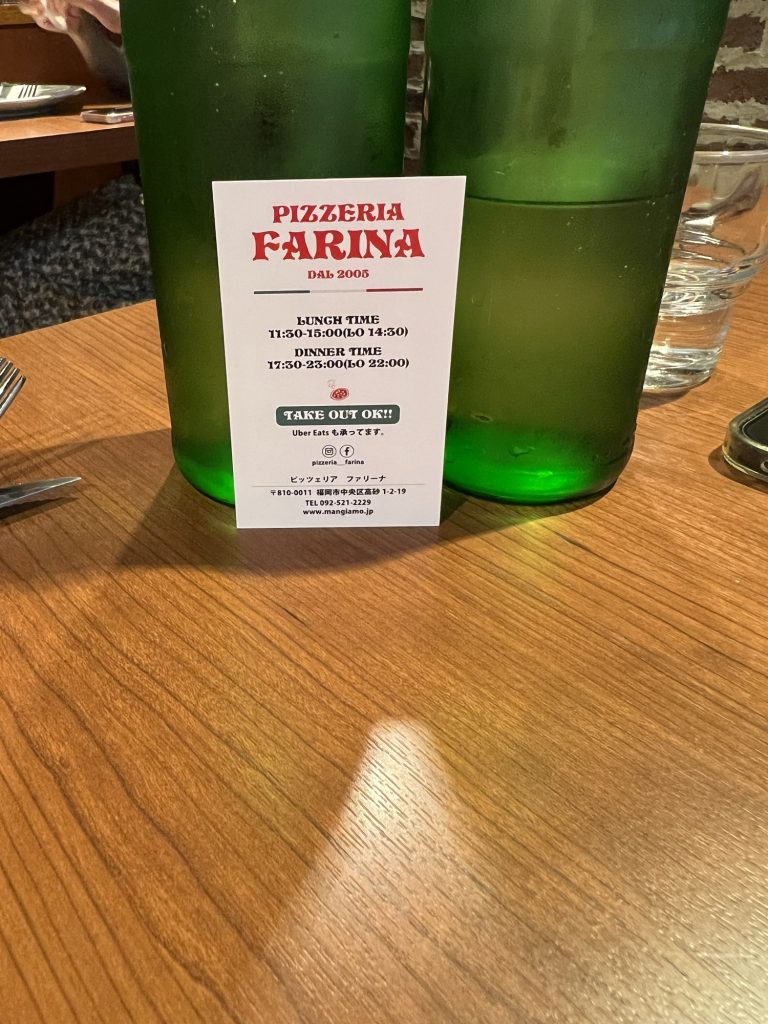 PIZZERIA
FARINA
DAL 2005
LUNCH TIME
11:30-15:00(LO 14:30)
DINNER TIME
17:30-23:00(LO 22:00)
TAKE OUT OK!!
Uber Eats も承ってます。
pizzeria__farina
ピッツェリア　ファリーナ
〒810-0011 福岡市中央区高砂 1-2-19
TEL 092-521-2229
www.mangiamo.jp